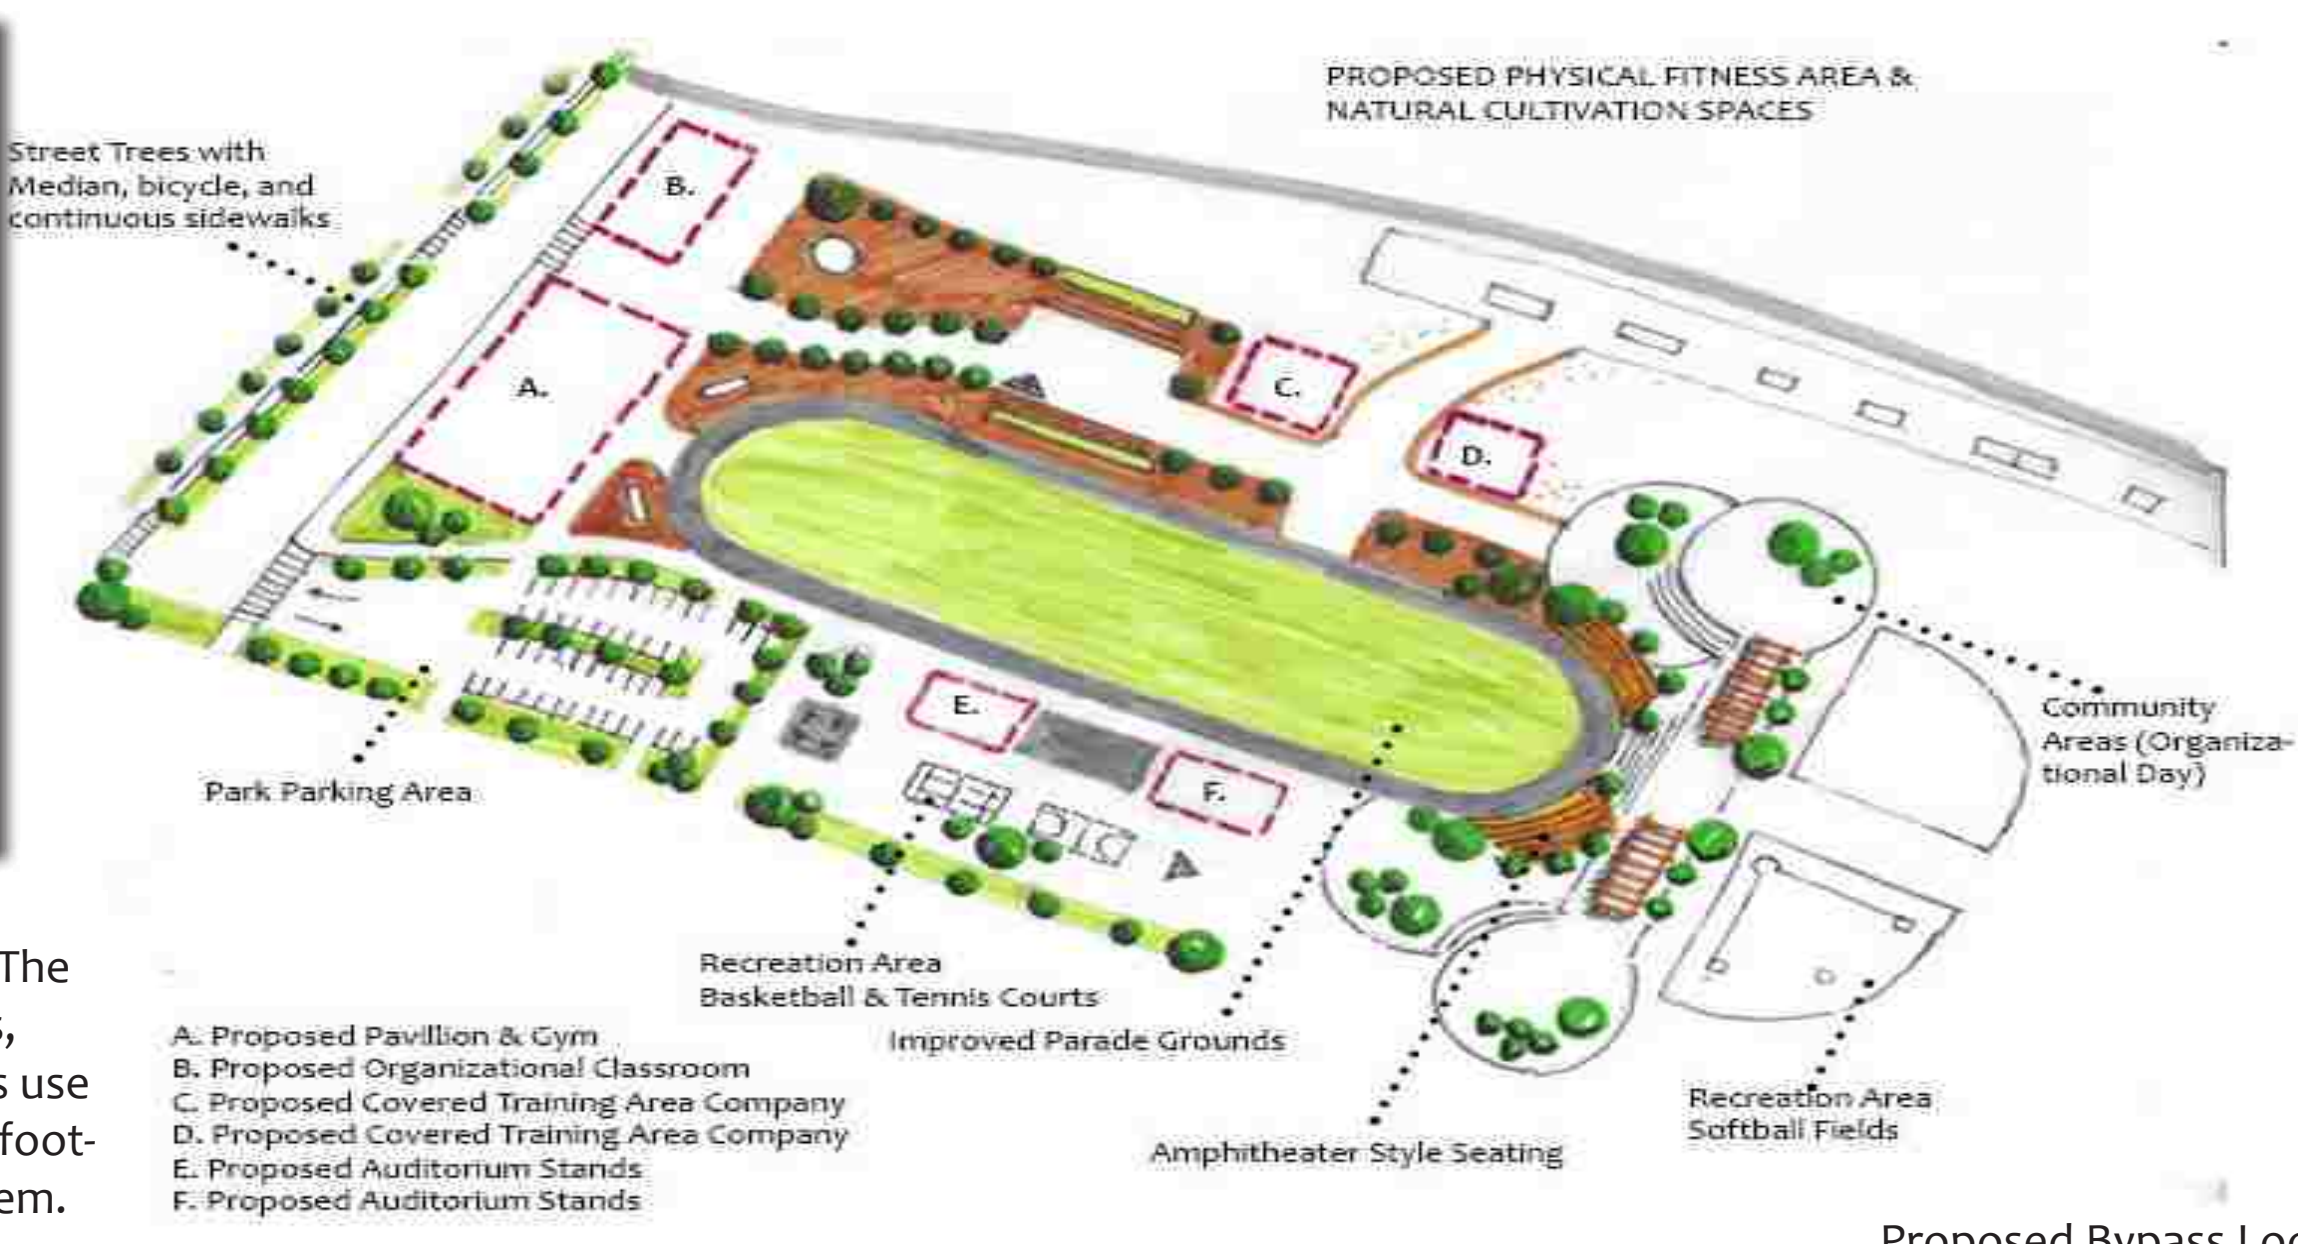 PROPOSED PHYSICAL FITNESS AREA &
NATURAL CULTIVATION SPACES
Street Trees with
Median, bicycle, and
continuous sidewalks
B.
A.
C.
D.
E.
F.
Community
Areas (Organiza-
tional Day)
Park Parking Area
Recreation Area
Basketball & Tennis Courts
Improved Parade Grounds
Amphitheater Style Seating
Recreation Area
Softball Fields
A. Proposed Pavillion & Gym
B. Proposed Organizational Classroom
C. Proposed Covered Training Area Company
D. Proposed Covered Training Area Company
E. Proposed Auditorium Stands
F. Proposed Auditorium Stands
The
s,
s use
foot-
em.
Proposed Bypass Loo